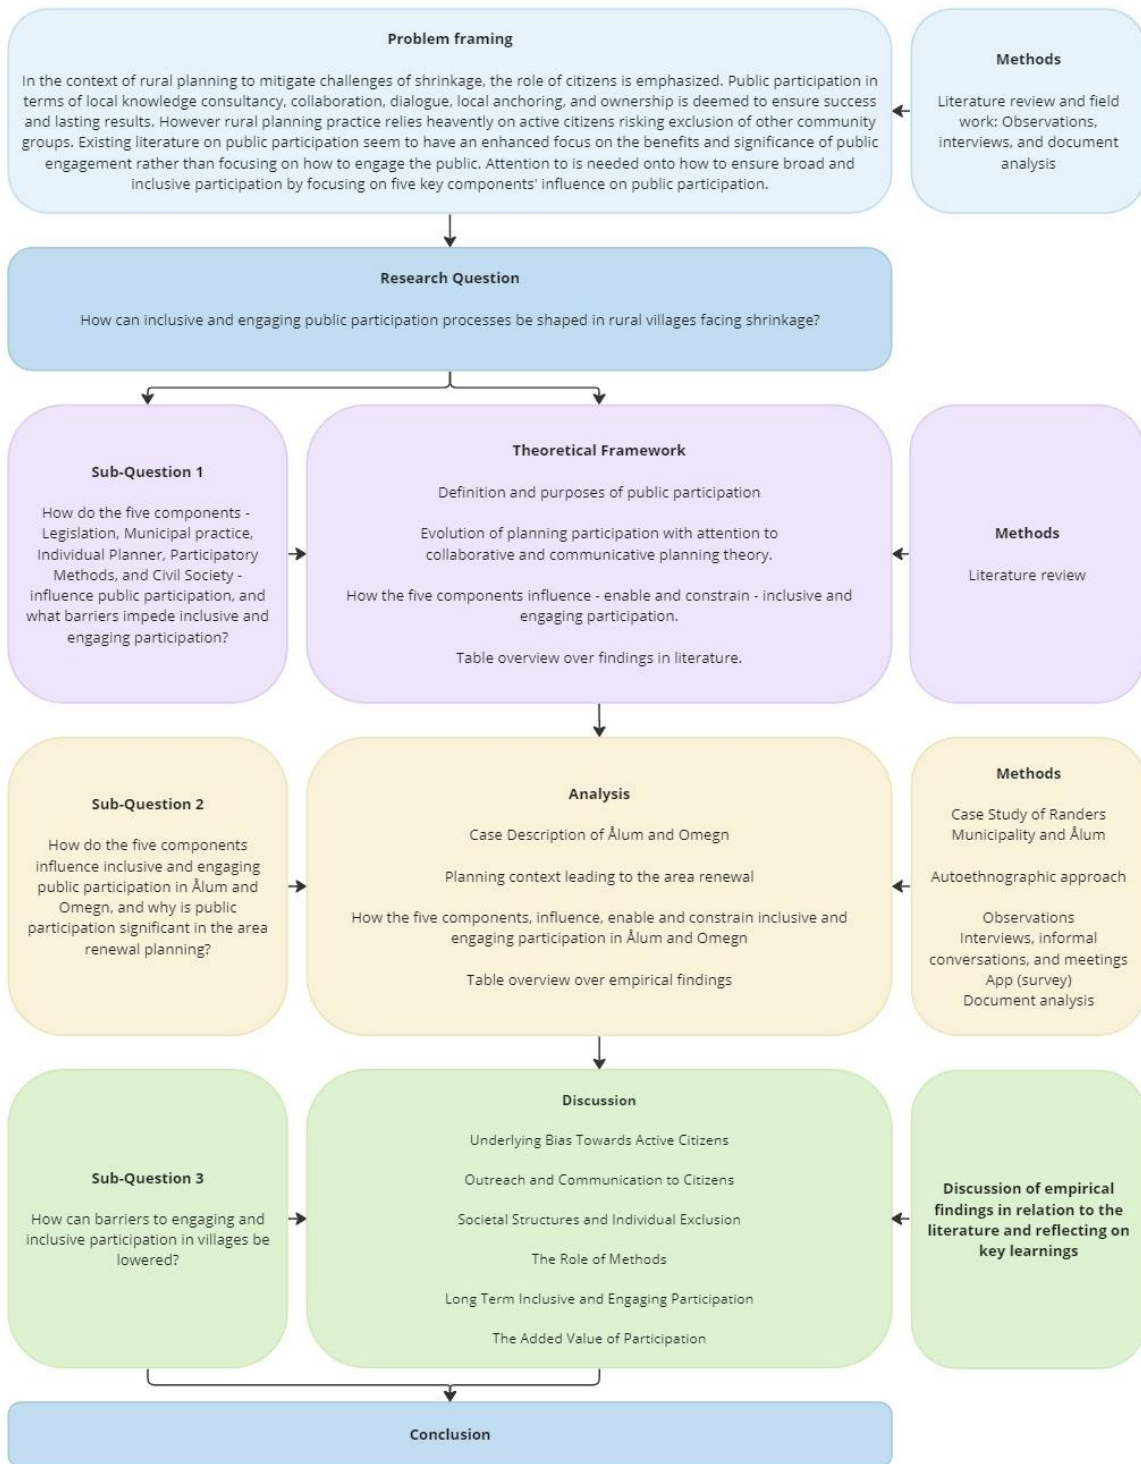 Problem framing
In the context of rural planning to mitigate challenges of shrinkage, the role of citizens is emphasized. Public participation in
terms of local knowledge consultancy, collaboration, dialogue, local anchoring, and ownership is deemed to ensure success
and lasting results. However rural planning practice relies heavently on active citizens risking exclusion of other community
groups. Existing literature on public participation seem to have an enhanced focus on the benefits and significance of public
engagement rather than focusing on how to engage the public. Attention to is needed onto how to ensure broad and
inclusive participation by focusing on five key components' influence on public participation.
Methods
Literature review and field
work: Observations,
interviews, and document
analysis
Research Question
How can inclusive and engaging public participation processes be shaped in rural villages facing shrinkage?
Sub-Question 1
How do the five components -
Legislation, Municipal practice,
Individual Planner, Participatory
Methods, and Civil Society -
influence public participation, and
what barriers impede inclusive and
engaging participation?
Theoretical Framework
Definition and purposes of public participation
Evolution of planning participation with attention to
collaborative and communicative planning theory.
How the five components influence - enable and constrain - inclusive and
engaging participation.
Table overview over findings in literature.
Methods
Literature review
Sub-Question 2
How do the five components
influence inclusive and engaging
public participation in Ålum and
Omegn, and why is public
participation significant in the area
renewal planning?
Analysis
Case Description of Ålum and Omegn
Planning context leading to the area renewal
How the five components, influence, enable and constrain inclusive and
engaging participation in Ålum and Omegn
Table overview over empirical findings
Methods
Case Study of Randers
Municipality and Ålum
Autoethnographic approach
Observations
Interviews, informal
conversations, and meetings
App (survey)
Document analysis
Sub-Question 3
How can barriers to engaging and
inclusive participation in villages be
lowered?
Discussion
Underlying Bias Towards Active Citizens
Outreach and Communication to Citizens
Societal Structures and Individual Exclusion
The Role of Methods
Long Term Inclusive and Engaging Participation
The Added Value of Participation
Discussion of empirical
findings in relation to the
literature and reflecting on
key learnings
Conclusion